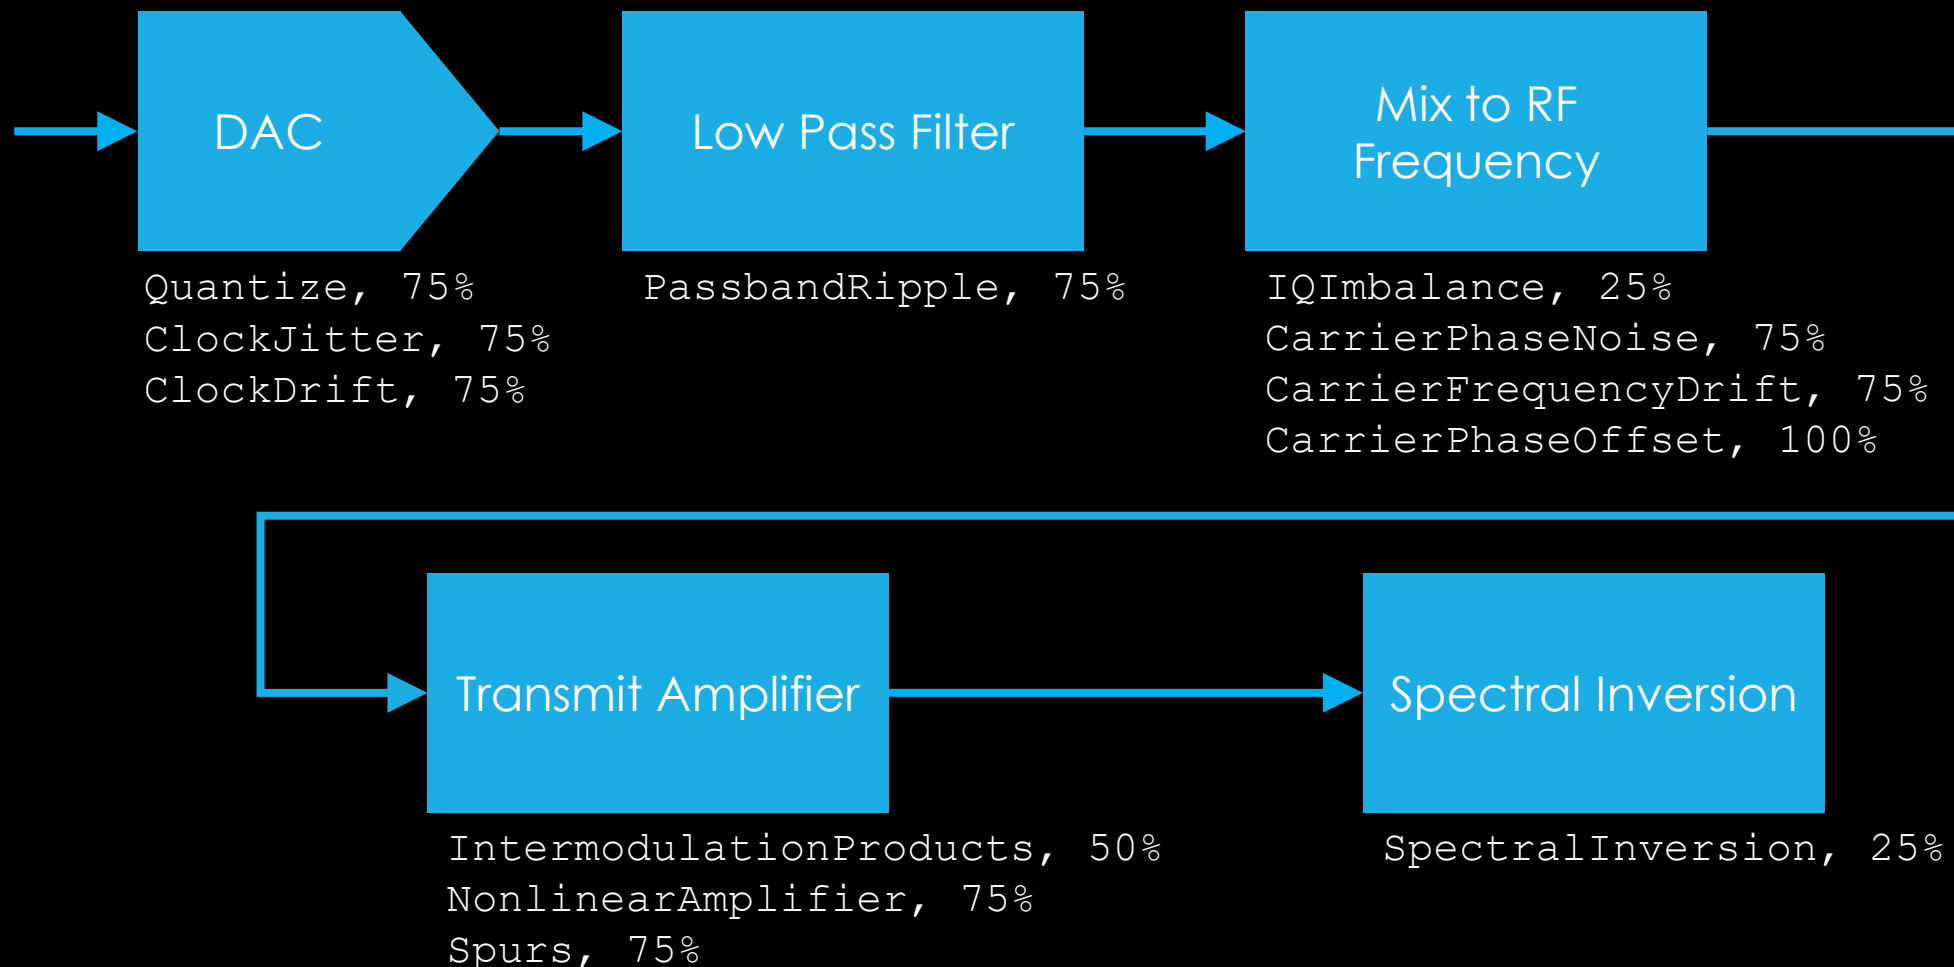 DAC
Quantize, 75%
ClockJitter, 75%
ClockDrift, 75%
Low Pass Filter
PassbandRipple, 75%
Mix to RF
Frequency
IQImbalance, 25%
CarrierPhaseNoise, 75%
CarrierFrequencyDrift, 75%
CarrierPhaseOffset, 100%
Transmit Amplifier
IntermodulationProducts, 50%
NonlinearAmplifier, 75%
Spurs, 75%
Spectral Inversion
SpectralInversion, 25%